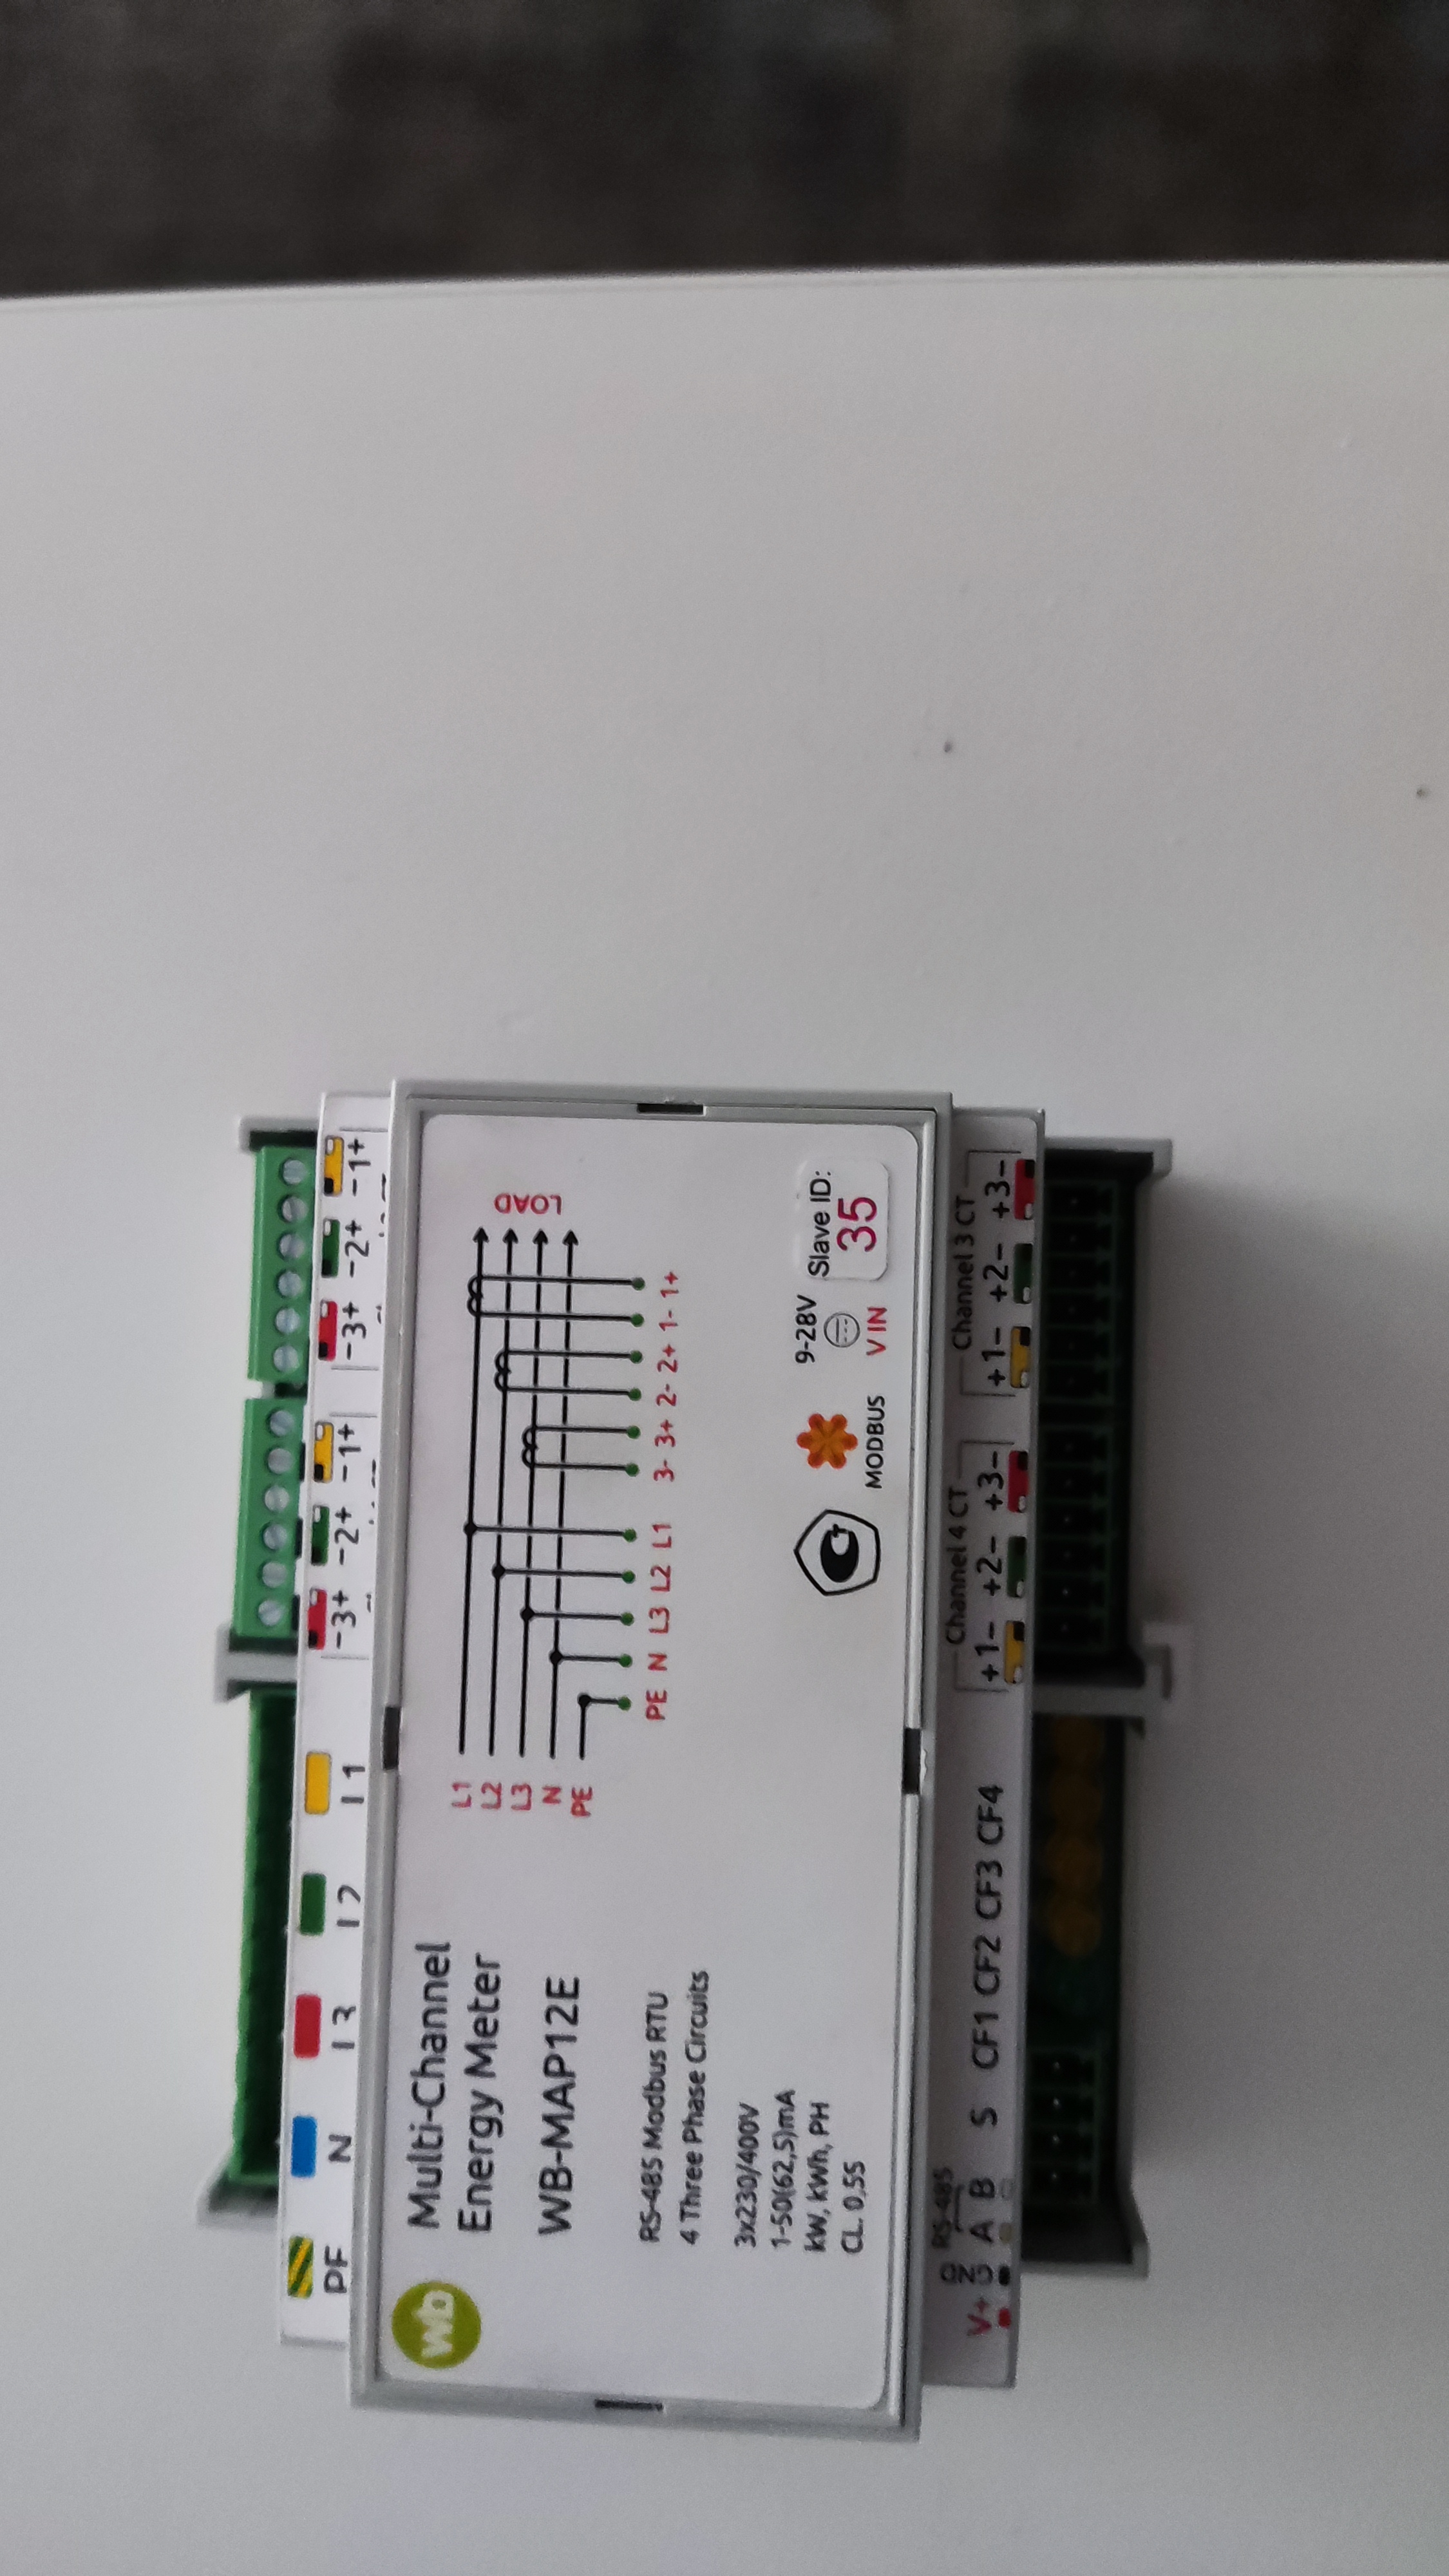 PE N L3 L2 L1 -3+ -2+ -1+ -3+ -2+ -1+
wb
Multi-Channel
Energy Meter
WB-MAP12E
RS-485 Modbus RTU
4 Three Phase Circuits
3x230/400V
1-50(62,5)mA
kW, kWh, PH
CL. 0,5S
L1
L2
L3
N
PE
LOAD
PE N L3 L2 L1 3- 3+ 2- 2+ 1- 1+
MODBUS
9-28V
V IN
Slave ID:
35
RS-485
V+ GND A B S CF1 CF2 CF3 CF4
Channel 4 CT
+1- +2- +3-
Channel 3 CT
+1- +2- +3-